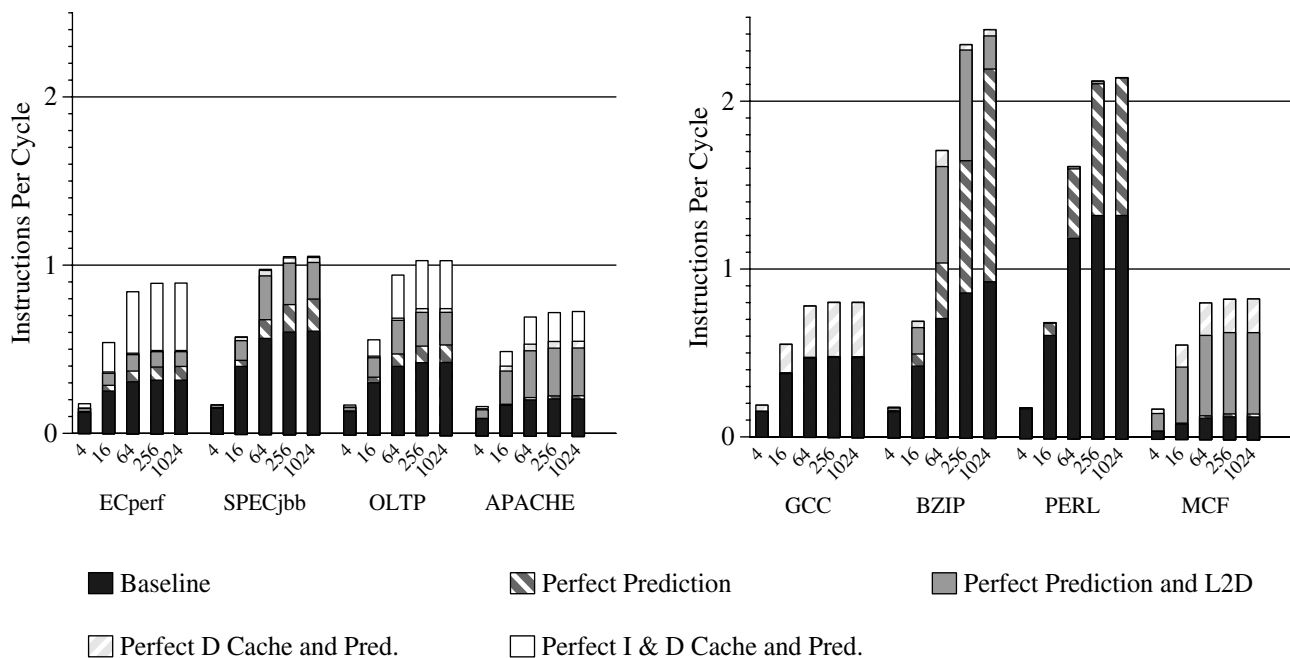 Instructions Per Cycle
2
1
0
4 16 64 256 1024
4 16 64 256 1024
4 16 64 256 1024
4 16 64 256 1024
ECperf SPECjbb OLTP APACHE
Instructions Per Cycle
2
1
0
4 16 64 256 1024
4 16 64 256 1024
4 16 64 256 1024
4 16 64 256 1024
GCC BZIP PERL MCF
Baseline Perfect Prediction Perfect Prediction and L2D
Perfect D Cache and Pred. Perfect I & D Cache and Pred.